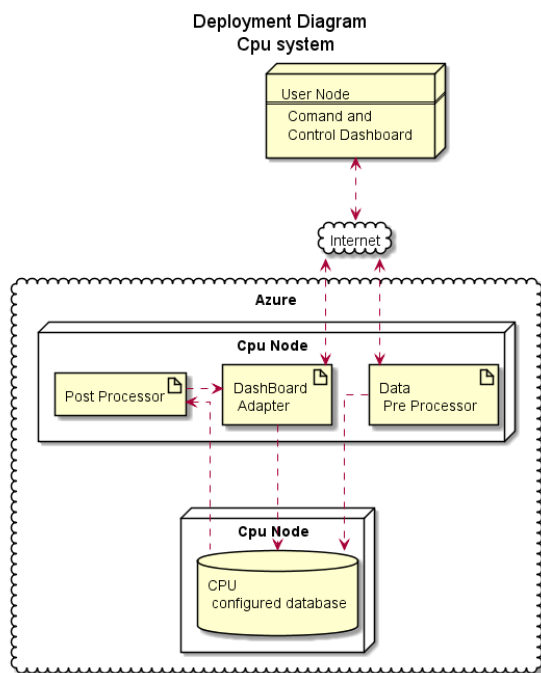 Deployment Diagram
Cpu system
User Node
Comand and
Control Dashboard
Internet
Azure
Cpu Node
Post Processor
DashBoard
Adapter
Data
Pre Processor
Cpu Node
CPU
configured database